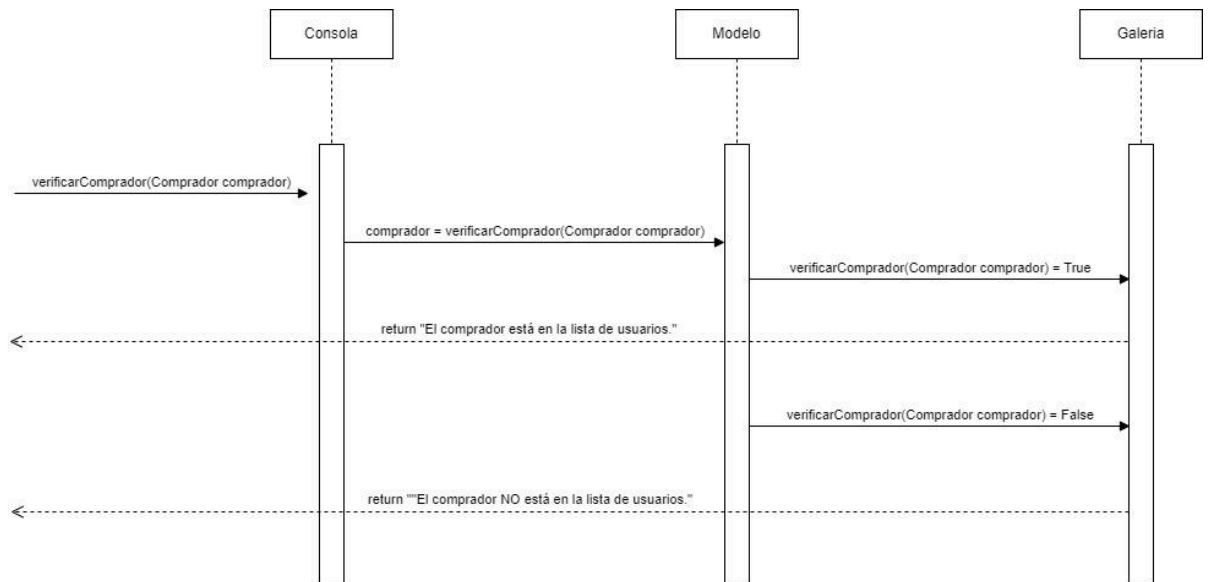 Consola
Modelo
Galeria
verificarComprador(Comprador comprador)
comprador = verificarComprador(Comprador comprador)
verificarComprador(Comprador comprador) = True
return "El comprador está en la lista de usuarios."
verificarComprador(Comprador comprador) = False
return ""El comprador NO está en la lista de usuarios."